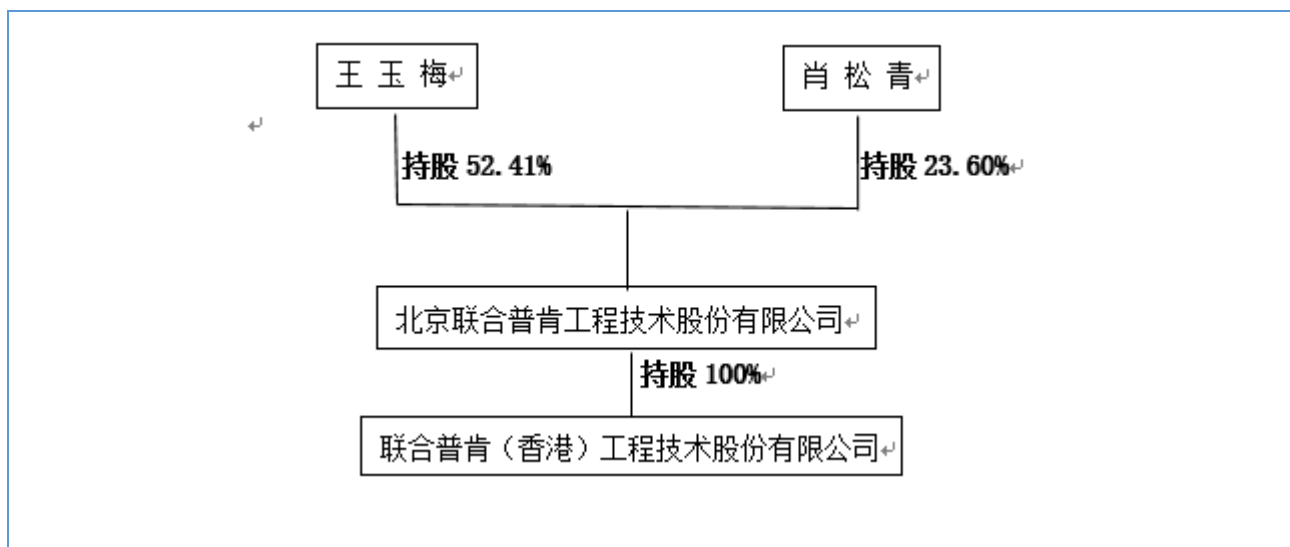 王 玉 梅
肖 松 青
持股 52.41%
持股 23.60%
北京联合普肯工程技术股份有限公司
持股 100%
联合普肯（香港）工程技术股份有限公司